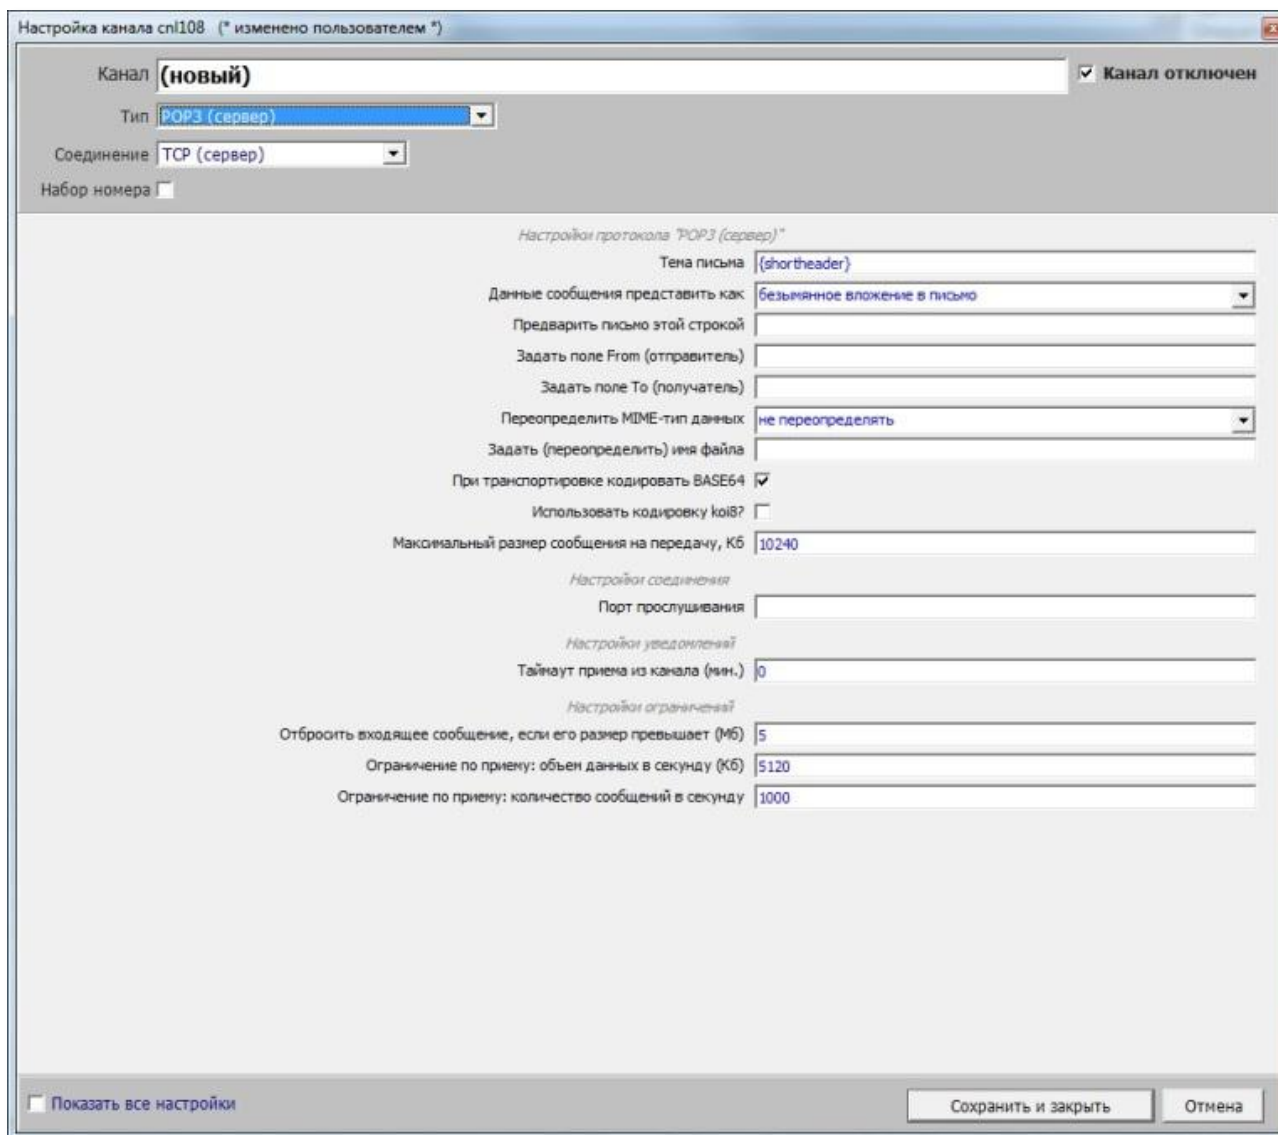 Настройка канала cnl108 (* изменено пользователем *)
Канал (новый) Канал отключен
Тип POP3 (сервер)
Соединение TCP (сервер)
Набор номера
Настройки протокола "POP3 (сервер)"
Тема письма {shortheader}
Данные сообщения представить как безымянное вложение в письмо
Предварить письмо этой строкой
Задать поле From (отправитель)
Задать поле To (получатель)
Переопределить MIME-тип данных не переопределять
Задать (переопределить) имя файла
При транспортировке кодировать BASE64
Использовать кодировку koi8?
Максимальный размер сообщения на передачу, Кб 10240
Настройки соединения
Порт прослушивания
Настройки уведомлений
Таймаут приема из канала (мин.) 0
Настройки ограничений
Отбросить входящее сообщение, если его размер превышает (Мб) 5
Ограничение по приему: объем данных в секунду (Кб) 5120
Ограничение по приему: количество сообщений в секунду 1000
Показать все настройки Сохранить и закрыть Отмена